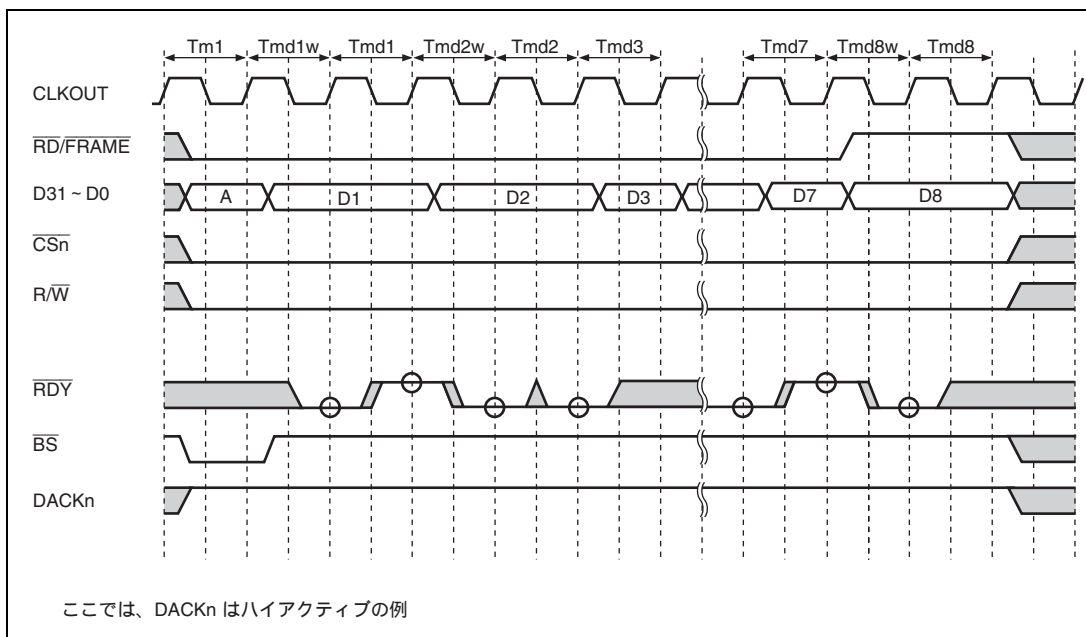 Tm1 Tmd1w Tmd1 Tmd2w Tmd2 Tmd3 Tmd7 Tmd8w Tmd8
CLKOUT
RD/FRAME
D31 ~ D0 A D1 D2 D3 D7 D8
CSn
R/W
RDY
BS
DACKn
ここでは、DACKn はハイアクティブの例